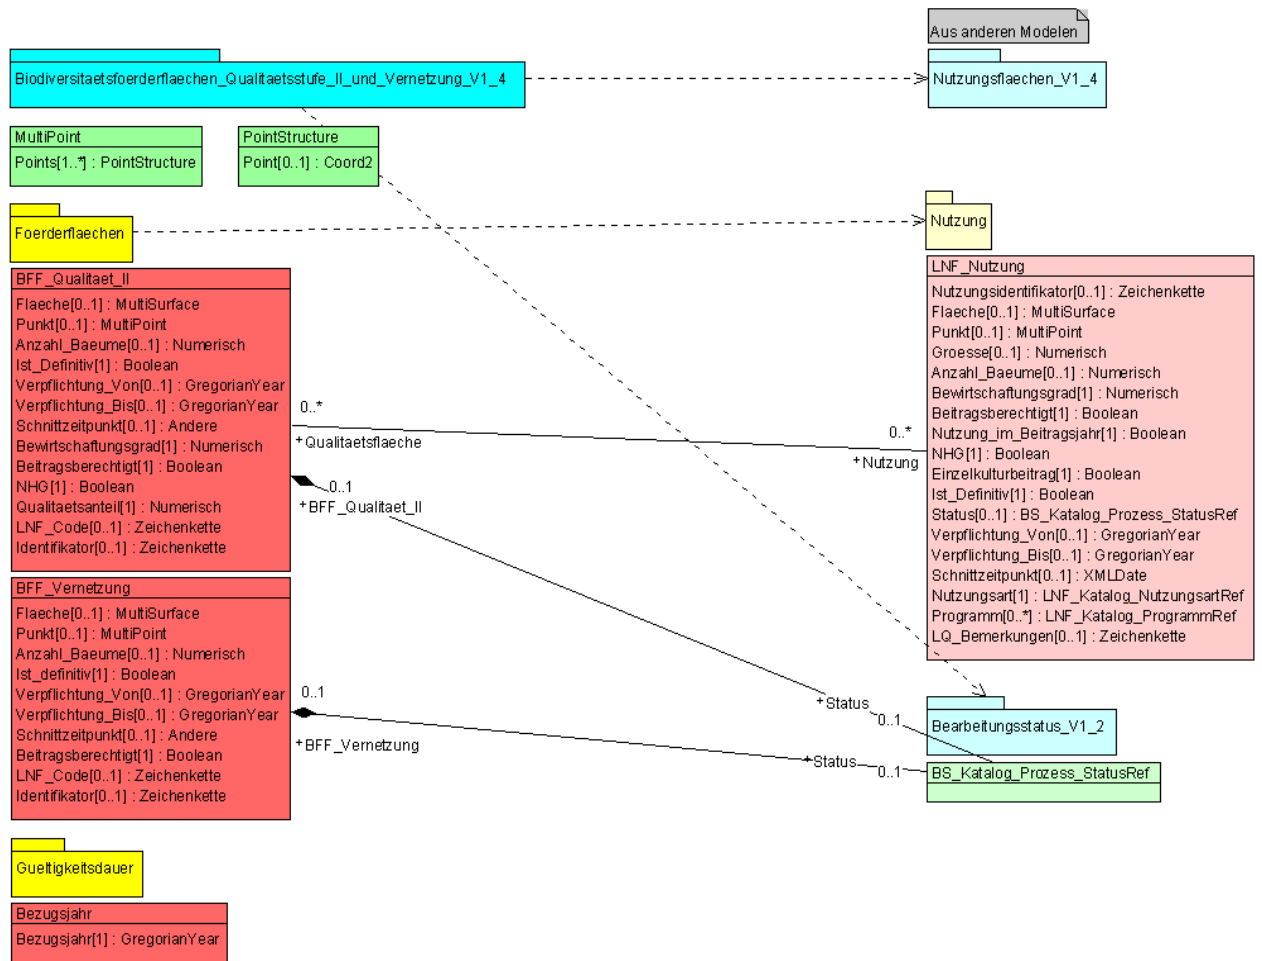 Aus anderen Modelen
Biodiversitaetsfoerderflaechen_Qualitaetsstufe_II_und_Vernetzung_V1_4
Nutzungsflaechen_V1_4
MultiPoint
Points[1..*] : PointStructure
PointStructure
Point[0..1] : Coord2
Foerderflaechen
Nutzung
BFF_Qualitaet_II
Flaeche[0..1] : MultiSurface
Punkt[0..1] : MultiPoint
Anzahl_Baeume[0..1] : Numerisch
Ist_Definitiv[1] : Boolean
Verpflichtung_Von[0..1] : GregorianYear
Verpflichtung_Bis[0..1] : GregorianYear
Schnittzeitpunkt[0..1] : Andere
Bewirtschaftungsgrad[1] : Numerisch
Beitragsberechtigt[1] : Boolean
NHG[1] : Boolean
Qualitaetsanteil[1] : Numerisch
LNF_Code[0..1] : Zeichenkette
Identifikator[0..1] : Zeichenkette
0..*
+Qualitaetsflaeche
0..*
+Nutzung
0..1
+BFF_Qualitaet_II
LNF_Nutzung
Nutzungsidentifikator[0..1] : Zeichenkette
Flaeche[0..1] : MultiSurface
Punkt[0..1] : MultiPoint
Groesse[0..1] : Numerisch
Anzahl_Baeume[0..1] : Numerisch
Bewirtschaftungsgrad[1] : Numerisch
Beitragsberechtigt[1] : Boolean
Nutzung_im_Beitragsjahr[1] : Boolean
NHG[1] : Boolean
Einzelkulturbeitrag[1] : Boolean
Ist_Definitiv[1] : Boolean
Status[0..1] : BS_Katalog_Prozess_StatusRef
Verpflichtung_Von[0..1] : GregorianYear
Verpflichtung_Bis[0..1] : GregorianYear
Schnittzeitpunkt[0..1] : XMLDate
Nutzungsart[1] : LNF_Katalog_NutzungsartRef
Programm[0..*] : LNF_Katalog_ProgrammRef
LQ_Bemerkungen[0..1] : Zeichenkette
BFF_Vernetzung
Flaeche[0..1] : MultiSurface
Punkt[0..1] : MultiPoint
Anzahl_Baeume[0..1] : Numerisch
Ist_definitiv[1] : Boolean
Verpflichtung_Von[0..1] : GregorianYear
Verpflichtung_Bis[0..1] : GregorianYear
Schnittzeitpunkt[0..1] : Andere
Beitragsberechtigt[1] : Boolean
LNF_Code[0..1] : Zeichenkette
Identifikator[0..1] : Zeichenkette
0..1
+BFF_Vernetzung
+Status
0..1
+Status
0..1
Bearbeitungsstatus_V1_2
BS_Katalog_Prozess_StatusRef
Gueltigkeitsdauer
Bezugsjahr
Bezugsjahr[1] : GregorianYear